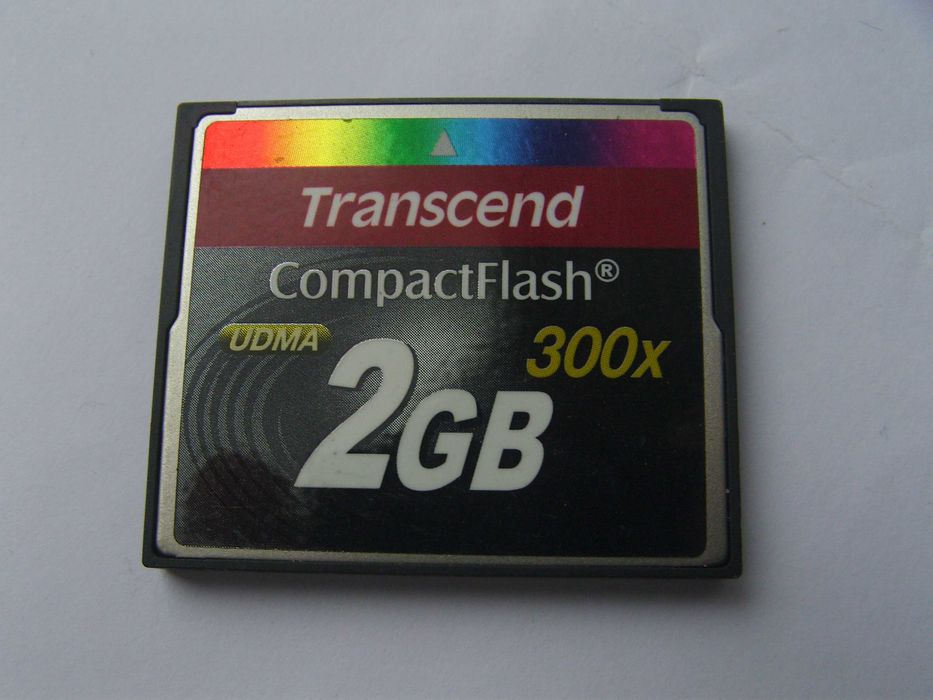 Transcend
CompactFlash®
UDMA
300x
2GB